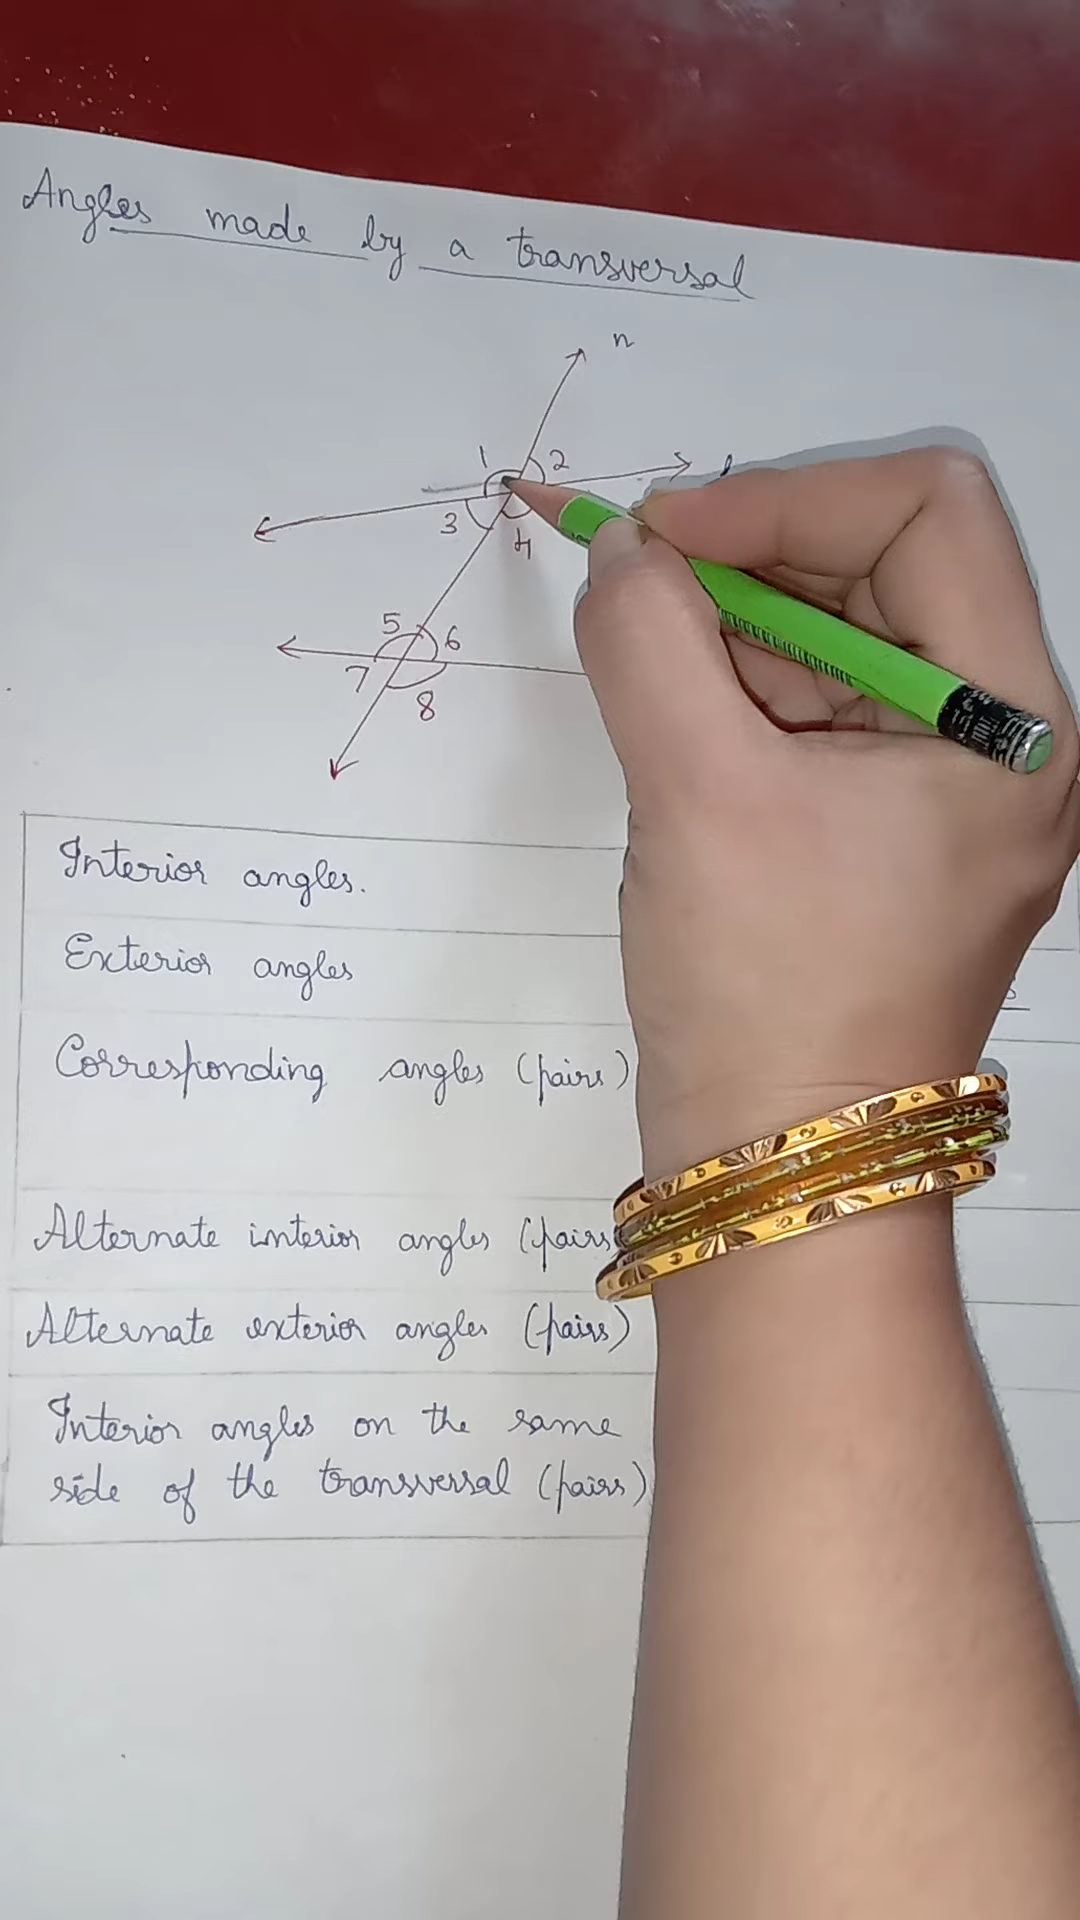 Angles made by a transversal
n
1 2
3 4
5 6
7 8
Interior angles.
Exterior angles
Corresponding angles (pairs)
Alternate interior angles (pairs
Alternate exterior angles (pairs)
Interior angles on the same
side of the transversal (pairs)